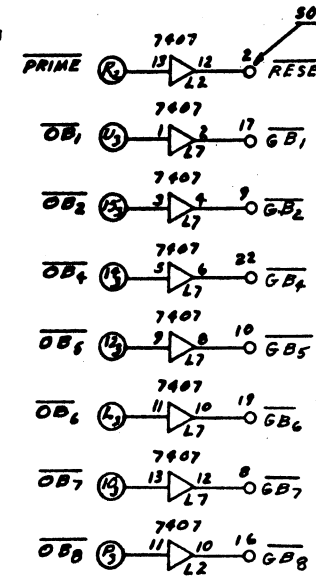 SO
7407
PRIME R2 13 12 2 RESE
L2
7407
OB1 U3 1 2 17 GB1
L7
7407
OB2 15 3 4 9 GB2
L7
7407
OB4 14 5 6 22 GB4
L7
7407
OB5 9 8 10 GB5
L7
7407
OB6 L3 11 10 19 GB6
L7
7407
OB7 13 12 8 GB7
L7
7407
OB8 P3 11 10 16 GB8
L2